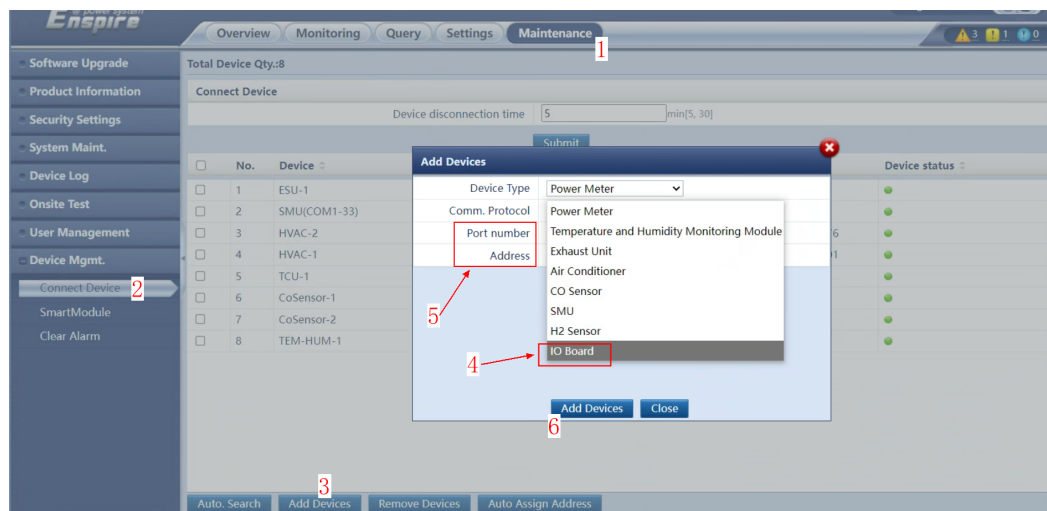 Enspire
Overview Monitoring Query Settings Maintenance 3 1 0
1
Software Upgrade
Product Information
Security Settings
System Maint.
Device Log
Onsite Test
User Management
Device Mgmt.
Connect Device 2
SmartModule
Clear Alarm
Total Device Qty.:8
Connect Device
Device disconnection time 5 min[5, 30]
Submit
No. Device Device status
1 ESU-1
2 SMU(COM1-33)
3 HVAC-2
4 HVAC-1
5 TCU-1
6 CoSensor-1
7 CoSensor-2
8 TEM-HUM-1
Add Devices
Device Type Power Meter
Comm. Protocol
Port number
Address
Power Meter
Temperature and Humidity Monitoring Module
Exhaust Unit
Air Conditioner
CO Sensor
SMU
H2 Sensor
IO Board
5
4
Add Devices Close
6
3
Auto. Search Add Devices Remove Devices Auto Assign Address